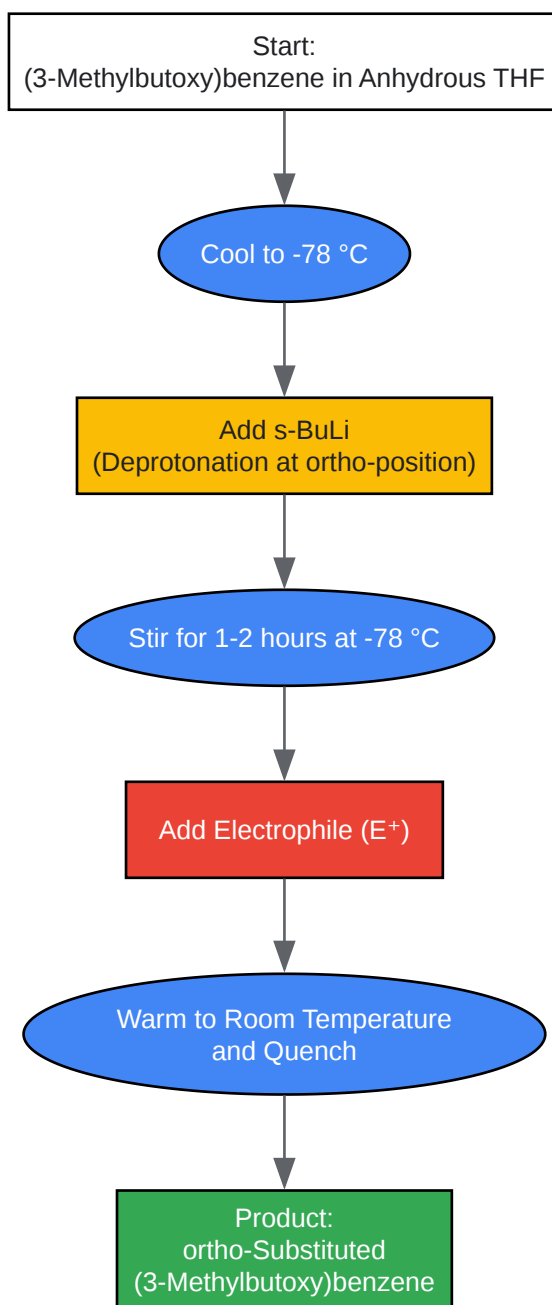 Start:
(3-Methylbutoxy)benzene in Anhydrous THF
Cool to -78 °C
Add s-BuLi
(Deprotonation at ortho-position)
Stir for 1-2 hours at -78 °C
Add Electrophile (E⁺)
Warm to Room Temperature
and Quench
Product:
ortho-Substituted
(3-Methylbutoxy)benzene